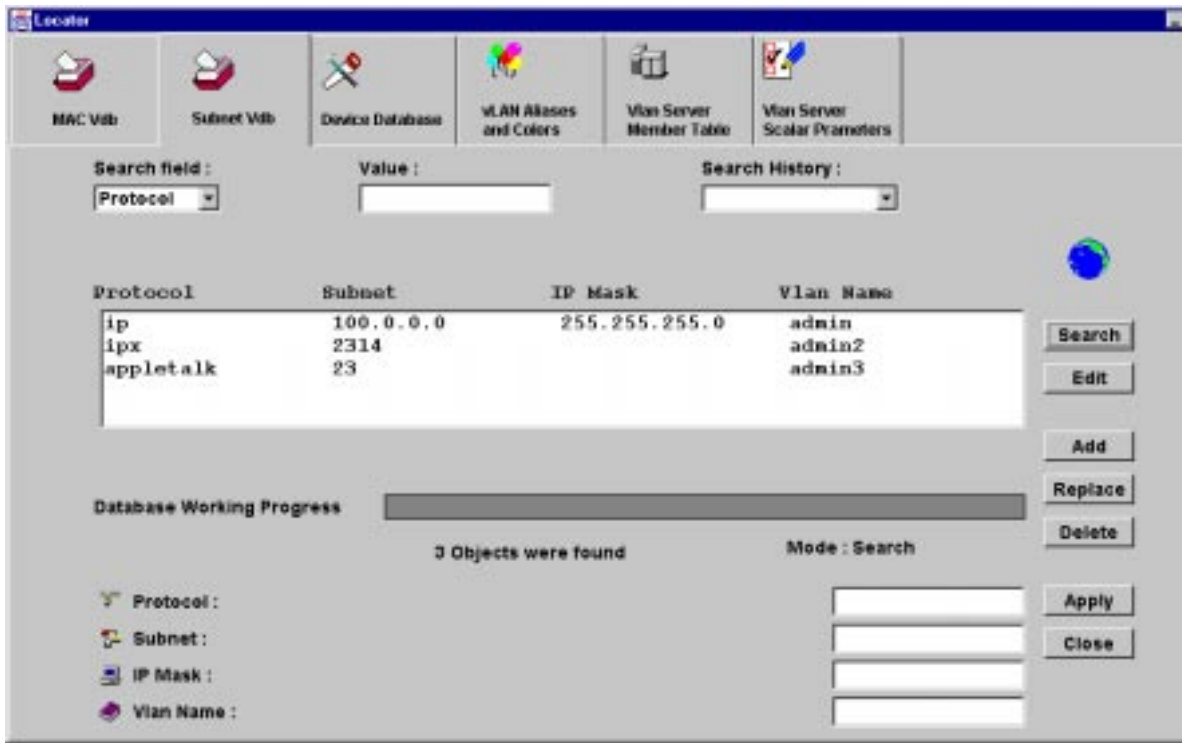 Locator
MAC Vdb
Subnet Vdb
Device Database
vLAN Aliases
and Colors
Vlan Server
Member Table
Vlan Server
Scalar Prameters
Search field :
Value :
Search History :
Protocol
Protocol Subnet IP Mask Vlan Name
ip 100.0.0.0 255.255.255.0 admin
ipx 2314 admin2
appletalk 23 admin3
Search
Edit
Add
Replace
Delete
Database Working Progress
3 Objects were found
Mode : Search
Protocol :
Subnet :
IP Mask :
Vlan Name :
Apply
Close